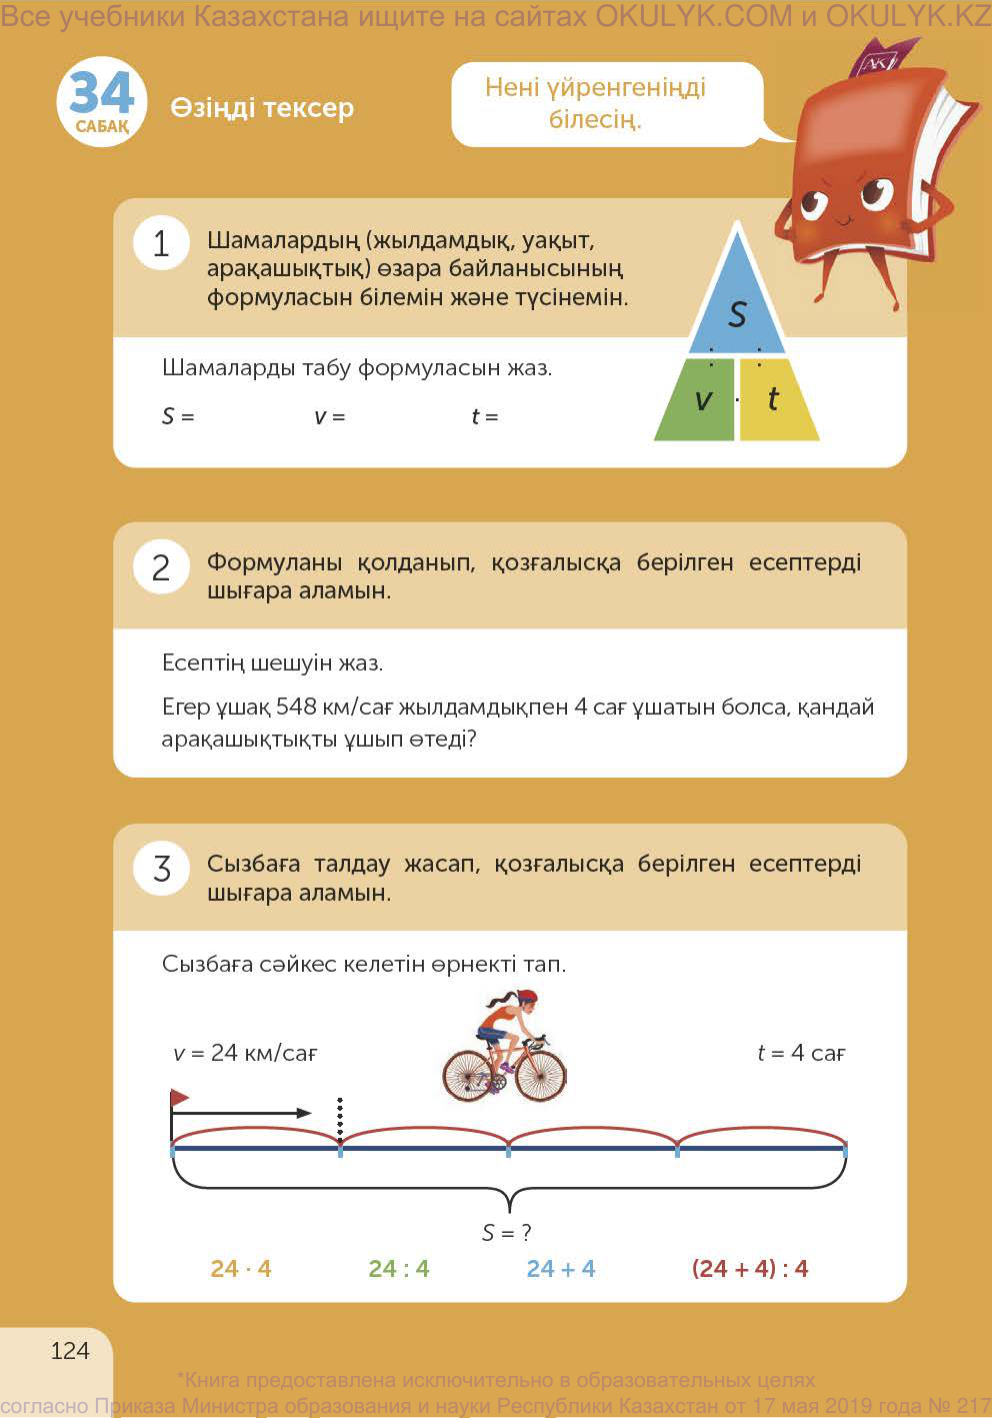 Все учебники Казахстана ищите на сайтах OKULYK.COM и OKULYK.KZ
34
САБАҚ
Өзіңді тексер
Нені үйренгеніңді
білесің.
АК
1
Шамалардың (жылдамдық, уақыт,
арақашықтық) өзара байланысының
формуласын білемін және түсінемін.
S
v · t
Шамаларды табу формуласын жаз.
S = v = t =
2
Формуланы қолданып, қозғалысқа берілген есептерді
шығара аламын.
Есептің шешуін жаз.
Егер ұшақ 548 км/сағ жылдамдықпен 4 сағ ұшатын болса, қандай
арақашықтықты ұшып өтеді?
3
Сызбаға талдау жасап, қозғалысқа берілген есептерді
шығара аламын.
Сызбаға сәйкес келетін өрнекті тап.
v = 24 км/сағ t = 4 сағ
S = ?
24 · 4 24 : 4 24 + 4 (24 + 4) : 4
124
*Книга предоставлена исключительно в образовательных целях
согласно Приказа Министра образования и науки Республики Казахстан от 17 мая 2019 года № 217